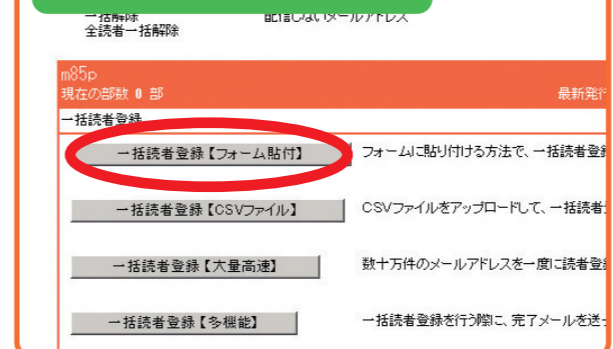 一括解除
配信しないメールアドレス
全読者一括解除
m85p
現在の部数 0 部
最新発行
一括読者登録
一括読者登録【フォーム貼付】
フォームに貼り付ける方法で、一括読者登録
一括読者登録【CSVファイル】
CSVファイルをアップロードして、一括読者
一括読者登録【大量高速】
数十万件のメールアドレスを一度に読者登録
一括読者登録【多機能】
一括読者登録を行う際に、完了メールを送